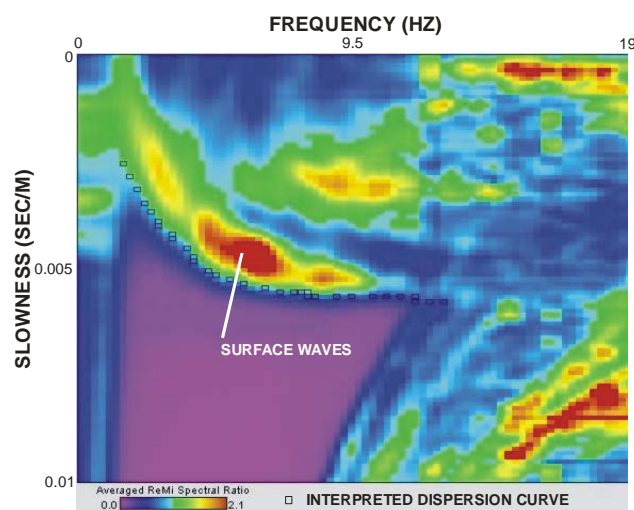 FREQUENCY (HZ)
0 9.5 19
0
SLOWNESS (SEC/M)
0.005
SURFACE WAVES
0.01
Averaged ReMi Spectral Ratio
0.0 2.1
INTERPRETED DISPERSION CURVE